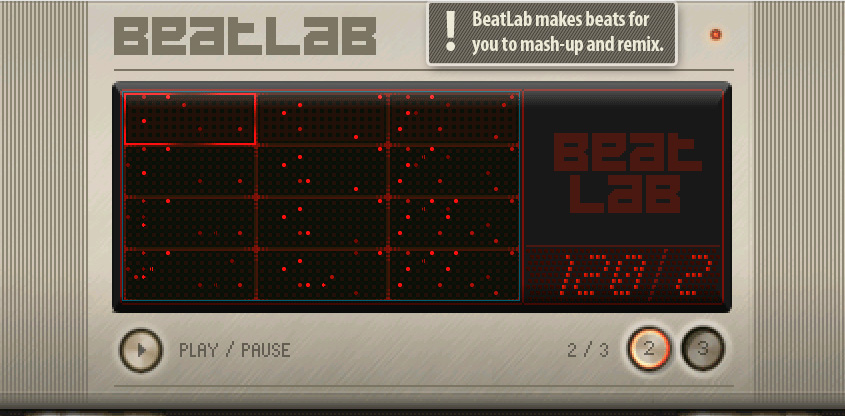 BeatLab
! BeatLab makes beats for
you to mash-up and remix.
Beat
Lab
120/2
PLAY / PAUSE
2 / 3
2
3